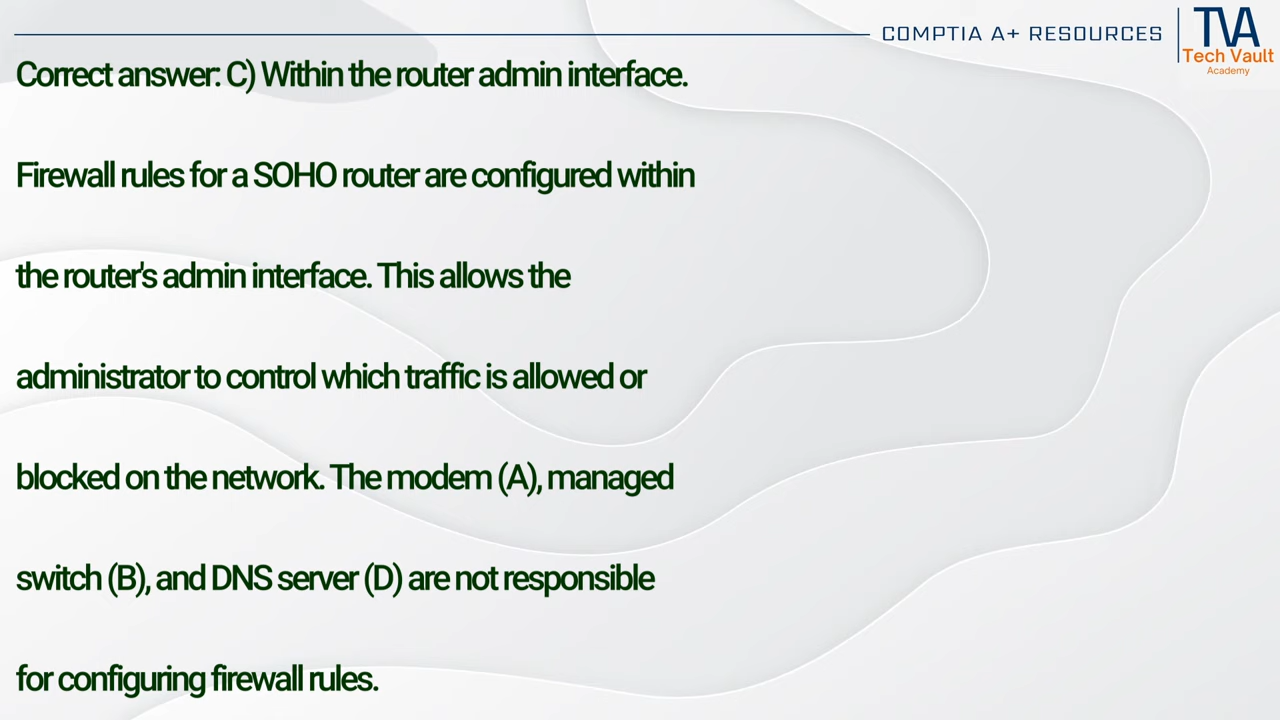 COMPTIA A+ RESOURCES
TVA
Tech Vault
Academy
Correct answer: C) Within the router admin interface.
Firewall rules for a SOHO router are configured within
the router's admin interface. This allows the
administrator to control which traffic is allowed or
blocked on the network. The modem (A), managed
switch (B), and DNS server (D) are not responsible
for configuring firewall rules.